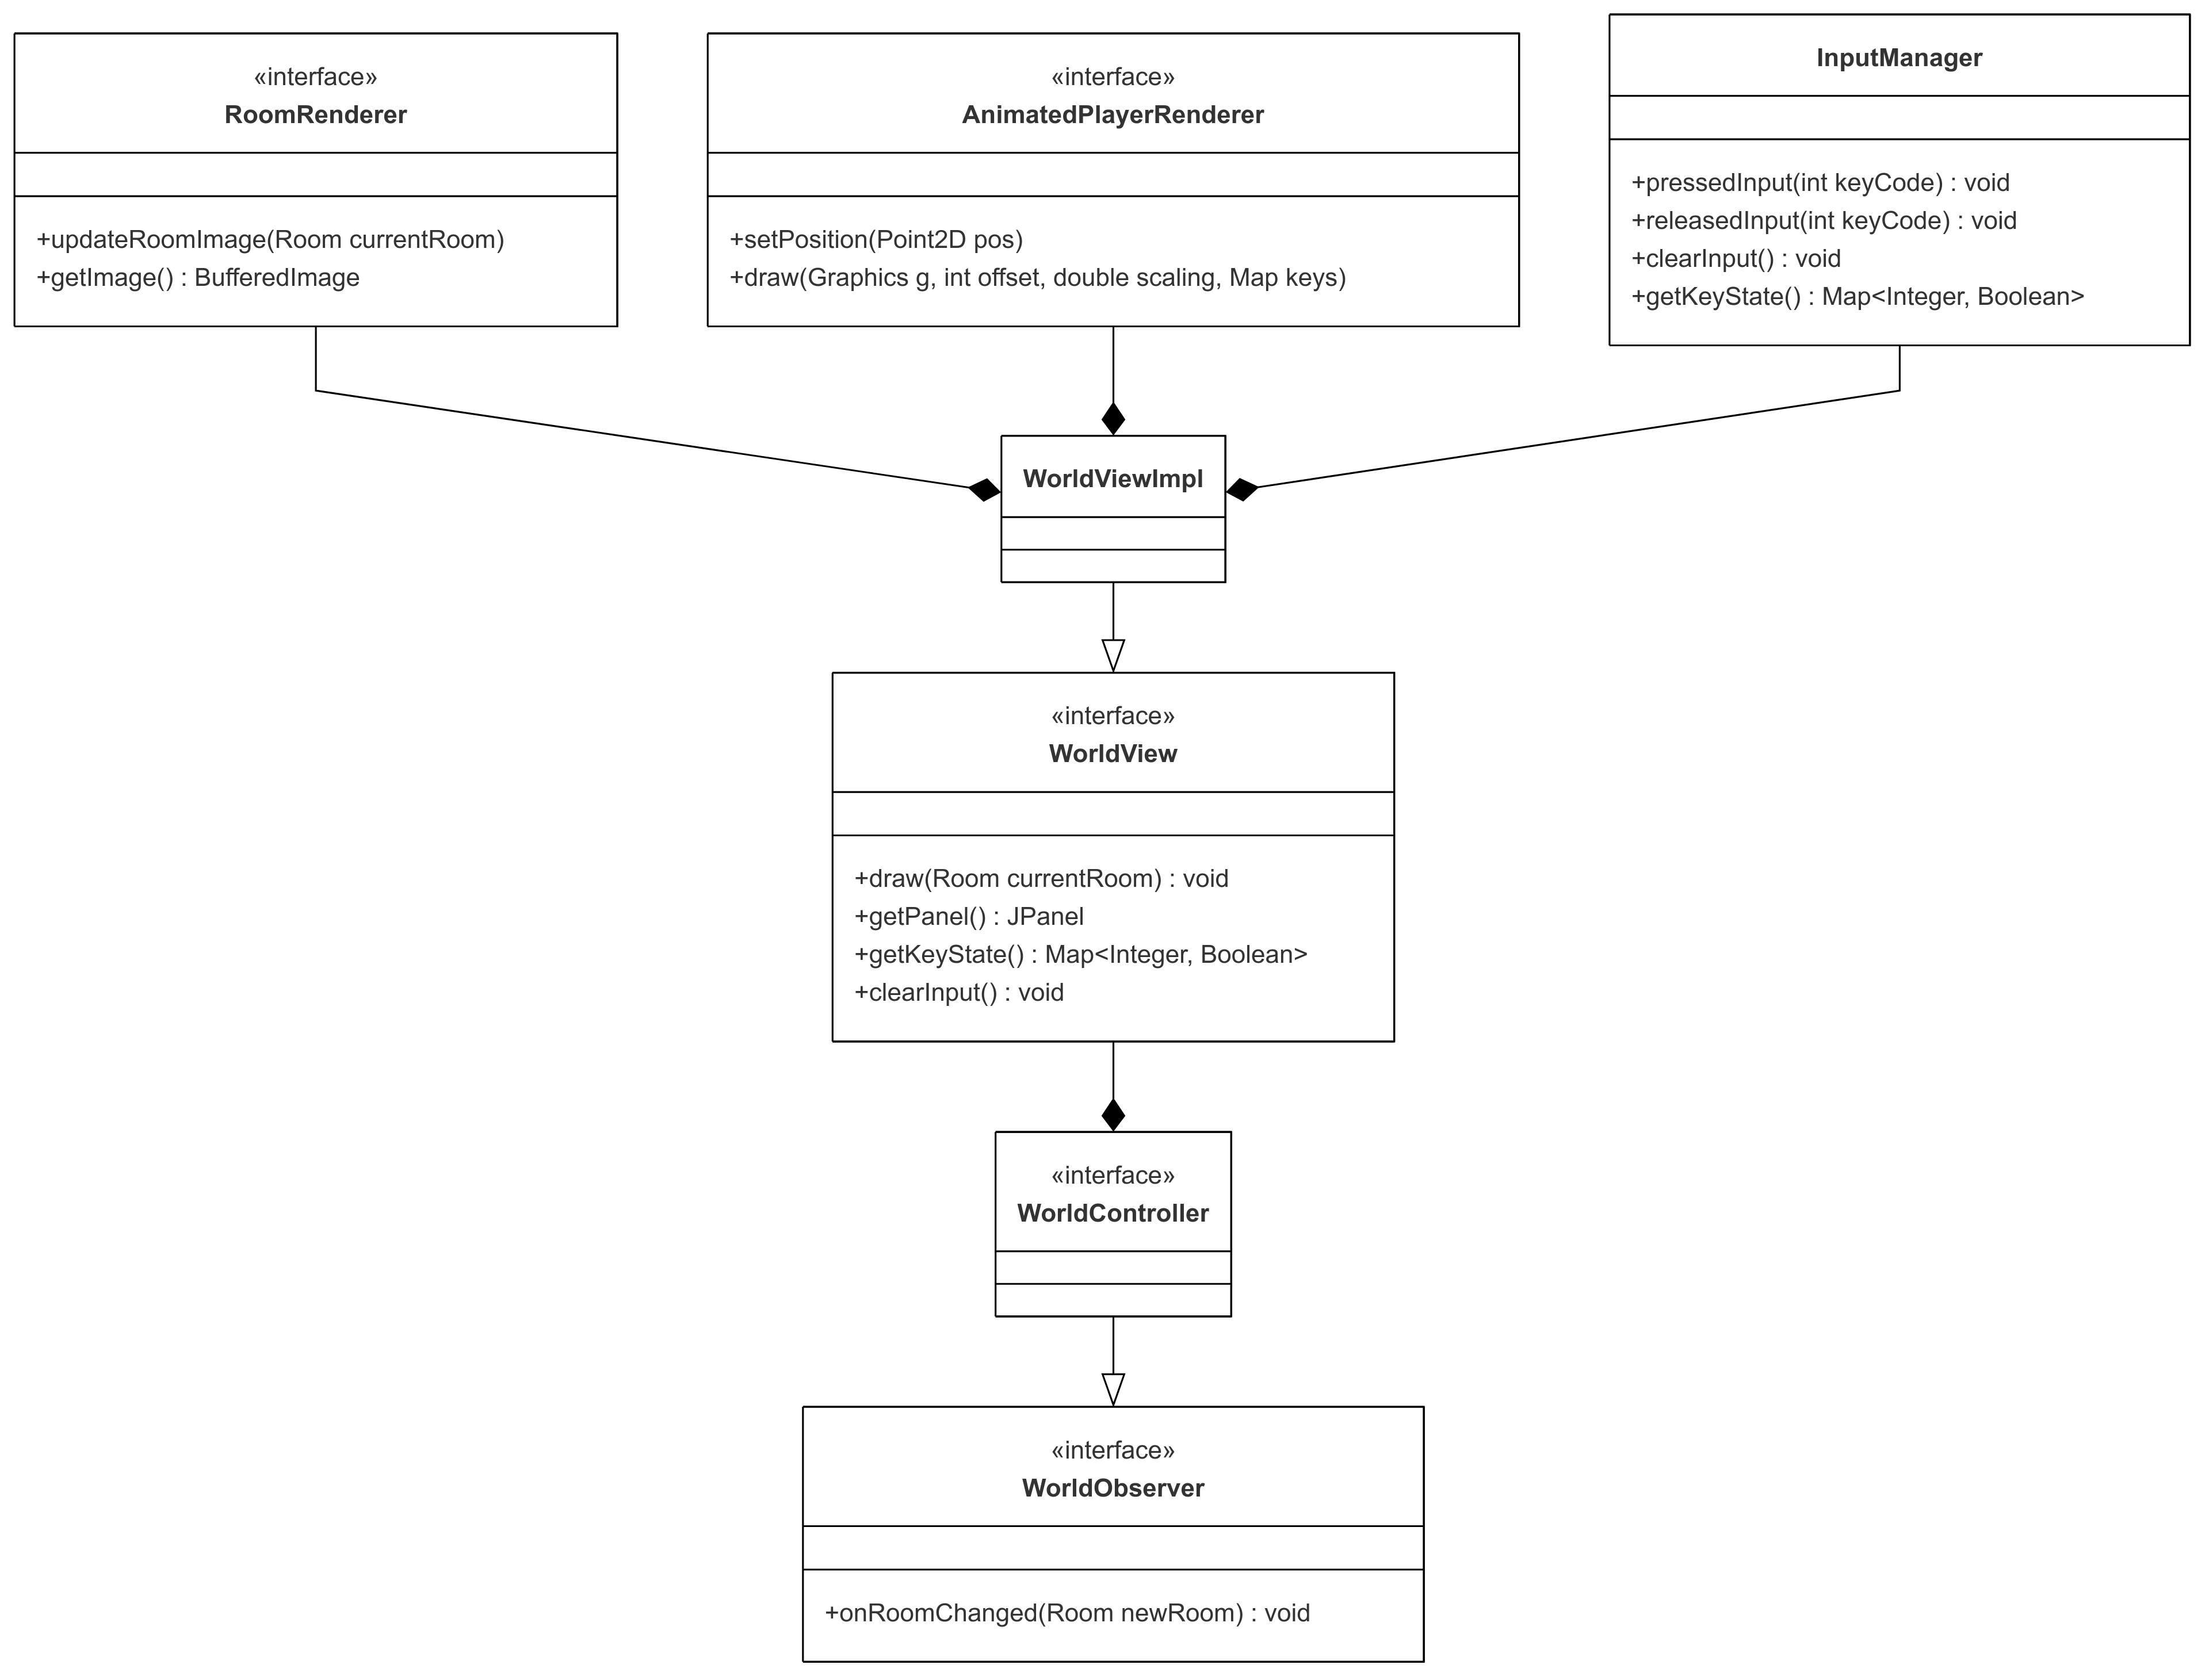 «interface»
RoomRenderer
+updateRoomImage(Room currentRoom)
+getImage() : BufferedImage
«interface»
AnimatedPlayerRenderer
+setPosition(Point2D pos)
+draw(Graphics g, int offset, double scaling, Map keys)
InputManager
+pressedInput(int keyCode) : void
+releasedInput(int keyCode) : void
+clearInput() : void
+getKeyState() : Map<Integer, Boolean>
WorldViewImpl
«interface»
WorldView
+draw(Room currentRoom) : void
+getPanel() : JPanel
+getKeyState() : Map<Integer, Boolean>
+clearInput() : void
«interface»
WorldController
«interface»
WorldObserver
+onRoomChanged(Room newRoom) : void